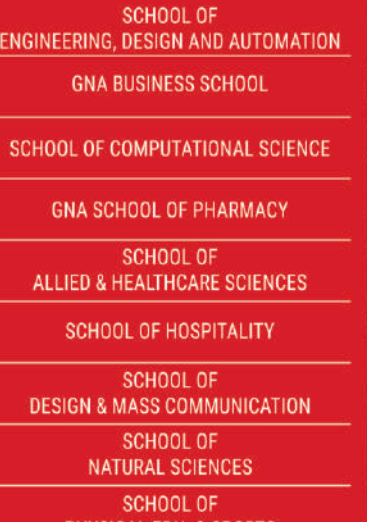 SCHOOL OF
ENGINEERING, DESIGN AND AUTOMATION
GNA BUSINESS SCHOOL
SCHOOL OF COMPUTATIONAL SCIENCE
GNA SCHOOL OF PHARMACY
SCHOOL OF
ALLIED & HEALTHCARE SCIENCES
SCHOOL OF HOSPITALITY
SCHOOL OF
DESIGN & MASS COMMUNICATION
SCHOOL OF
NATURAL SCIENCES
SCHOOL OF